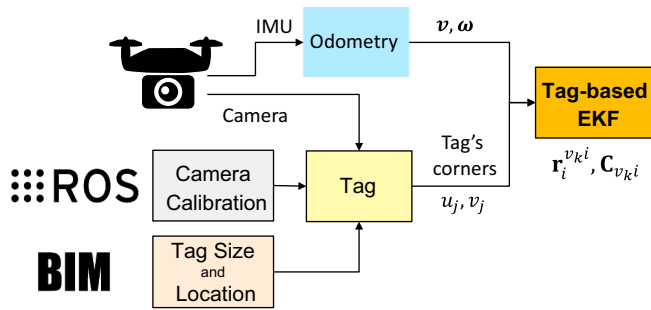 IMU
Odometry
𝒗, 𝝎
Tag-based
EKF
Camera
Tag's
corners
𝐫ᵢ^{v_k i}, 𝐂_{v_k i}
ROS
Camera
Calibration
Tag
u_j, v_j
BIM
Tag Size
and
Location